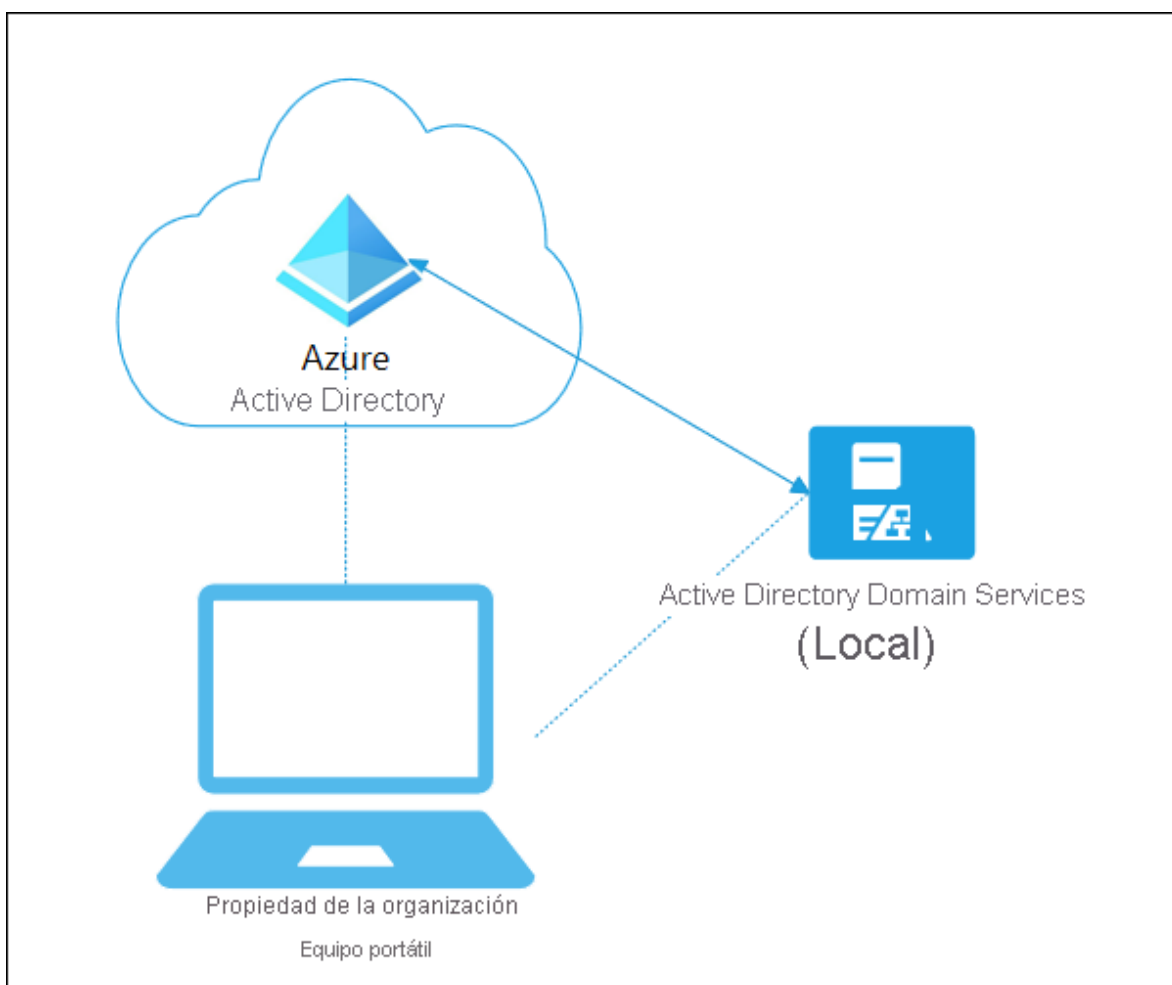 Azure
Active Directory
Active Directory Domain Services
(Local)
Propiedad de la organización
Equipo portátil